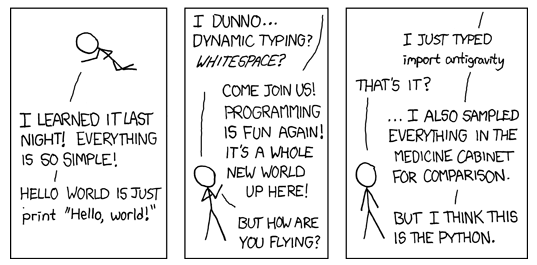 I LEARNED IT LAST
NIGHT! EVERYTHING
IS SO SIMPLE!
HELLO WORLD IS JUST
print "Hello, world!"
I DUNNO...
DYNAMIC TYPING?
WHITESPACE?
COME JOIN US!
PROGRAMMING
IS FUN AGAIN!
IT'S A WHOLE
NEW WORLD
UP HERE!
BUT HOW ARE
YOU FLYING?
I JUST TYPED
import antigravity
THAT'S IT?
... I ALSO SAMPLED
EVERYTHING IN THE
MEDICINE CABINET
FOR COMPARISON.
BUT I THINK THIS
IS THE PYTHON.